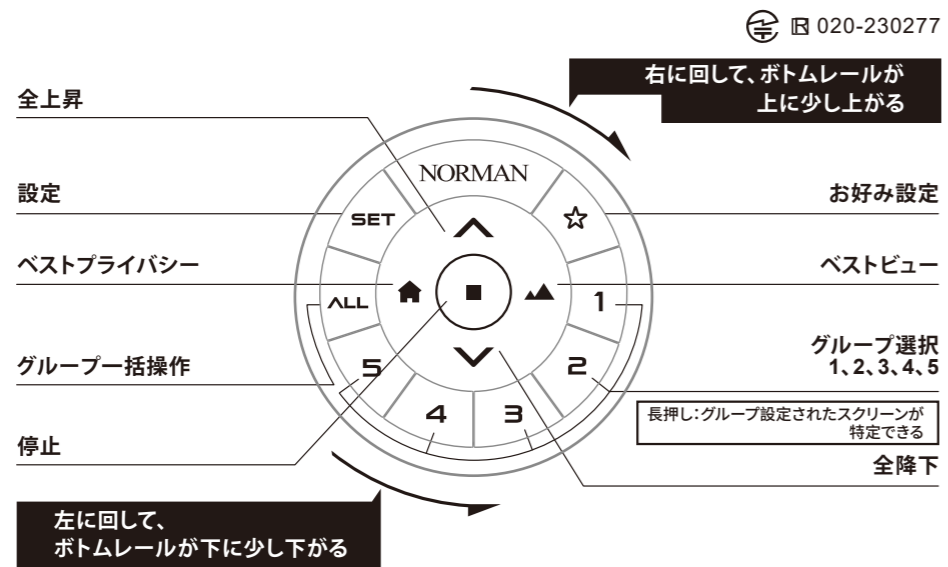 R 020-230277
右に回して、ボトムレールが
上に少し上がる
全上昇
設定
ベストプライバシー
グループ一括操作
停止
NORMAN
SET
☆
ALL
1
2
3
4
5
お好み設定
ベストビュー
グループ選択
1、2、3、4、5
長押し：グループ設定されたスクリーンが
特定できる
全降下
左に回して、
ボトムレールが下に少し下がる